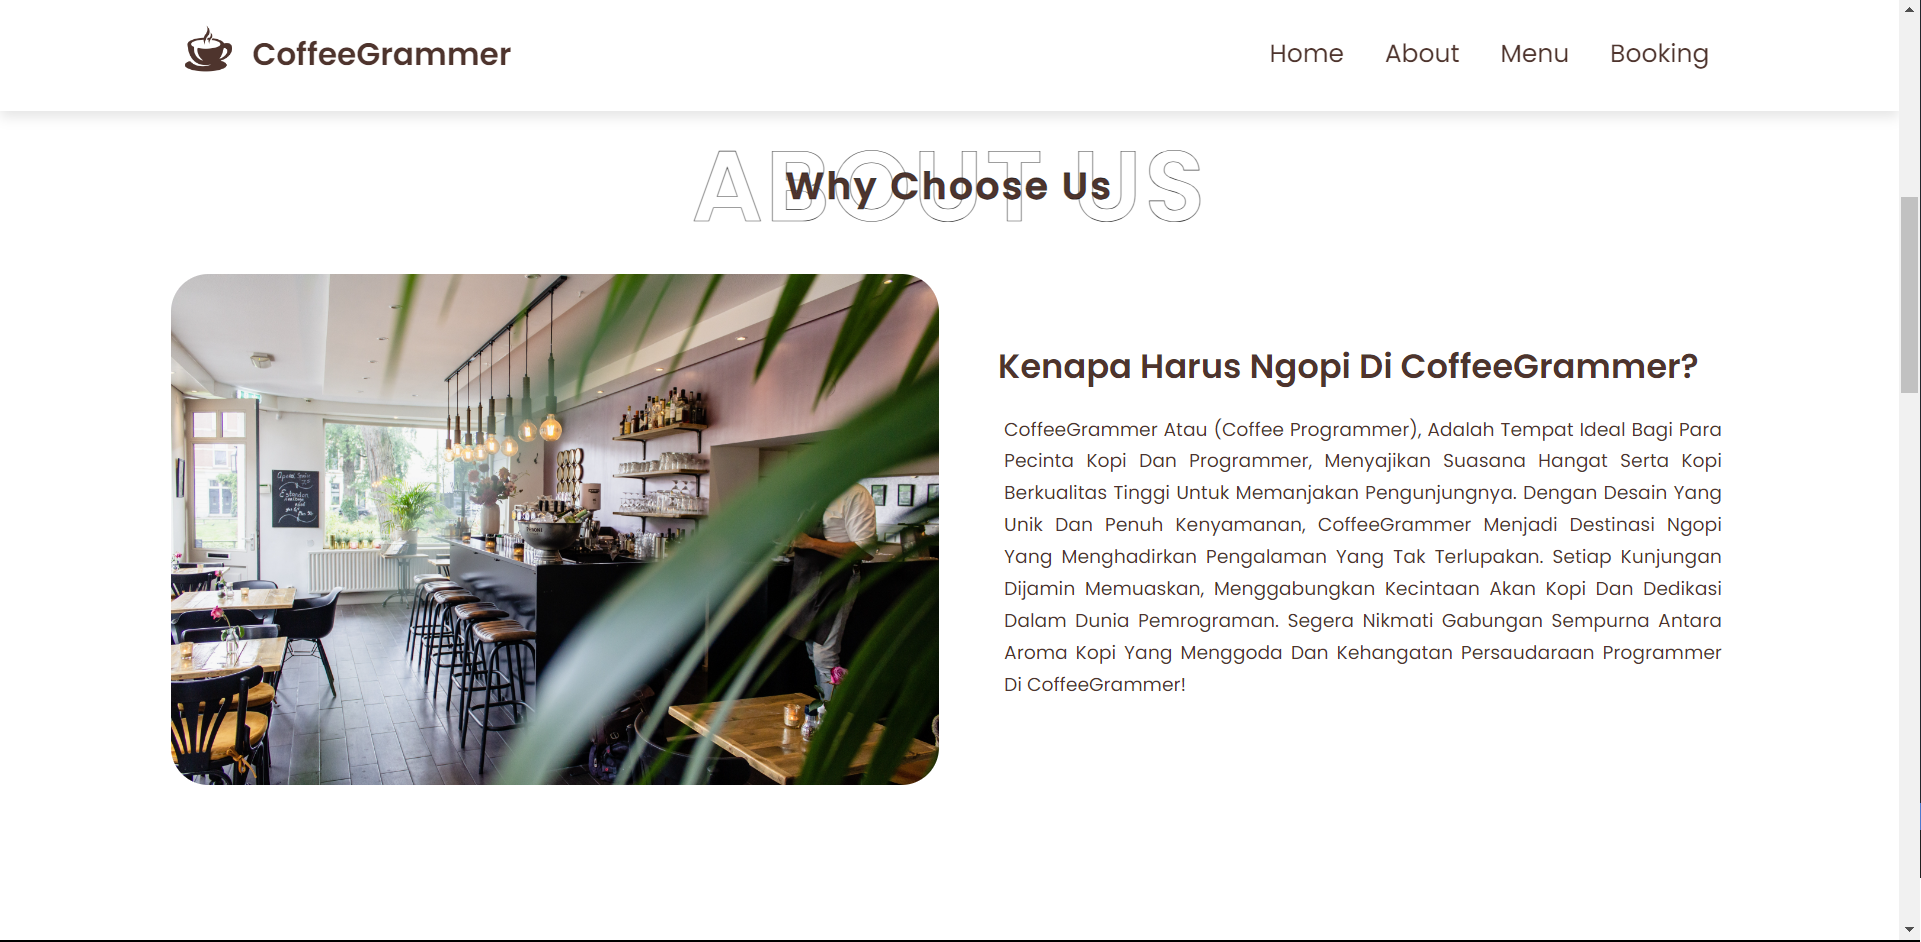 CoffeeGrammer
Home About Menu Booking
ABOUT US
Why Choose Us
Kenapa Harus Ngopi Di CoffeeGrammer?
CoffeeGrammer Atau (Coffee Programmer), Adalah Tempat Ideal Bagi Para
Pecinta Kopi Dan Programmer, Menyajikan Suasana Hangat Serta Kopi
Berkualitas Tinggi Untuk Memanjakan Pengunjungnya. Dengan Desain Yang
Unik Dan Penuh Kenyamanan, CoffeeGrammer Menjadi Destinasi Ngopi
Yang Menghadirkan Pengalaman Yang Tak Terlupakan. Setiap Kunjungan
Dijamin Memuaskan, Menggabungkan Kecintaan Akan Kopi Dan Dedikasi
Dalam Dunia Pemrograman. Segera Nikmati Gabungan Sempurna Antara
Aroma Kopi Yang Menggoda Dan Kehangatan Persaudaraan Programmer
Di CoffeeGrammer!